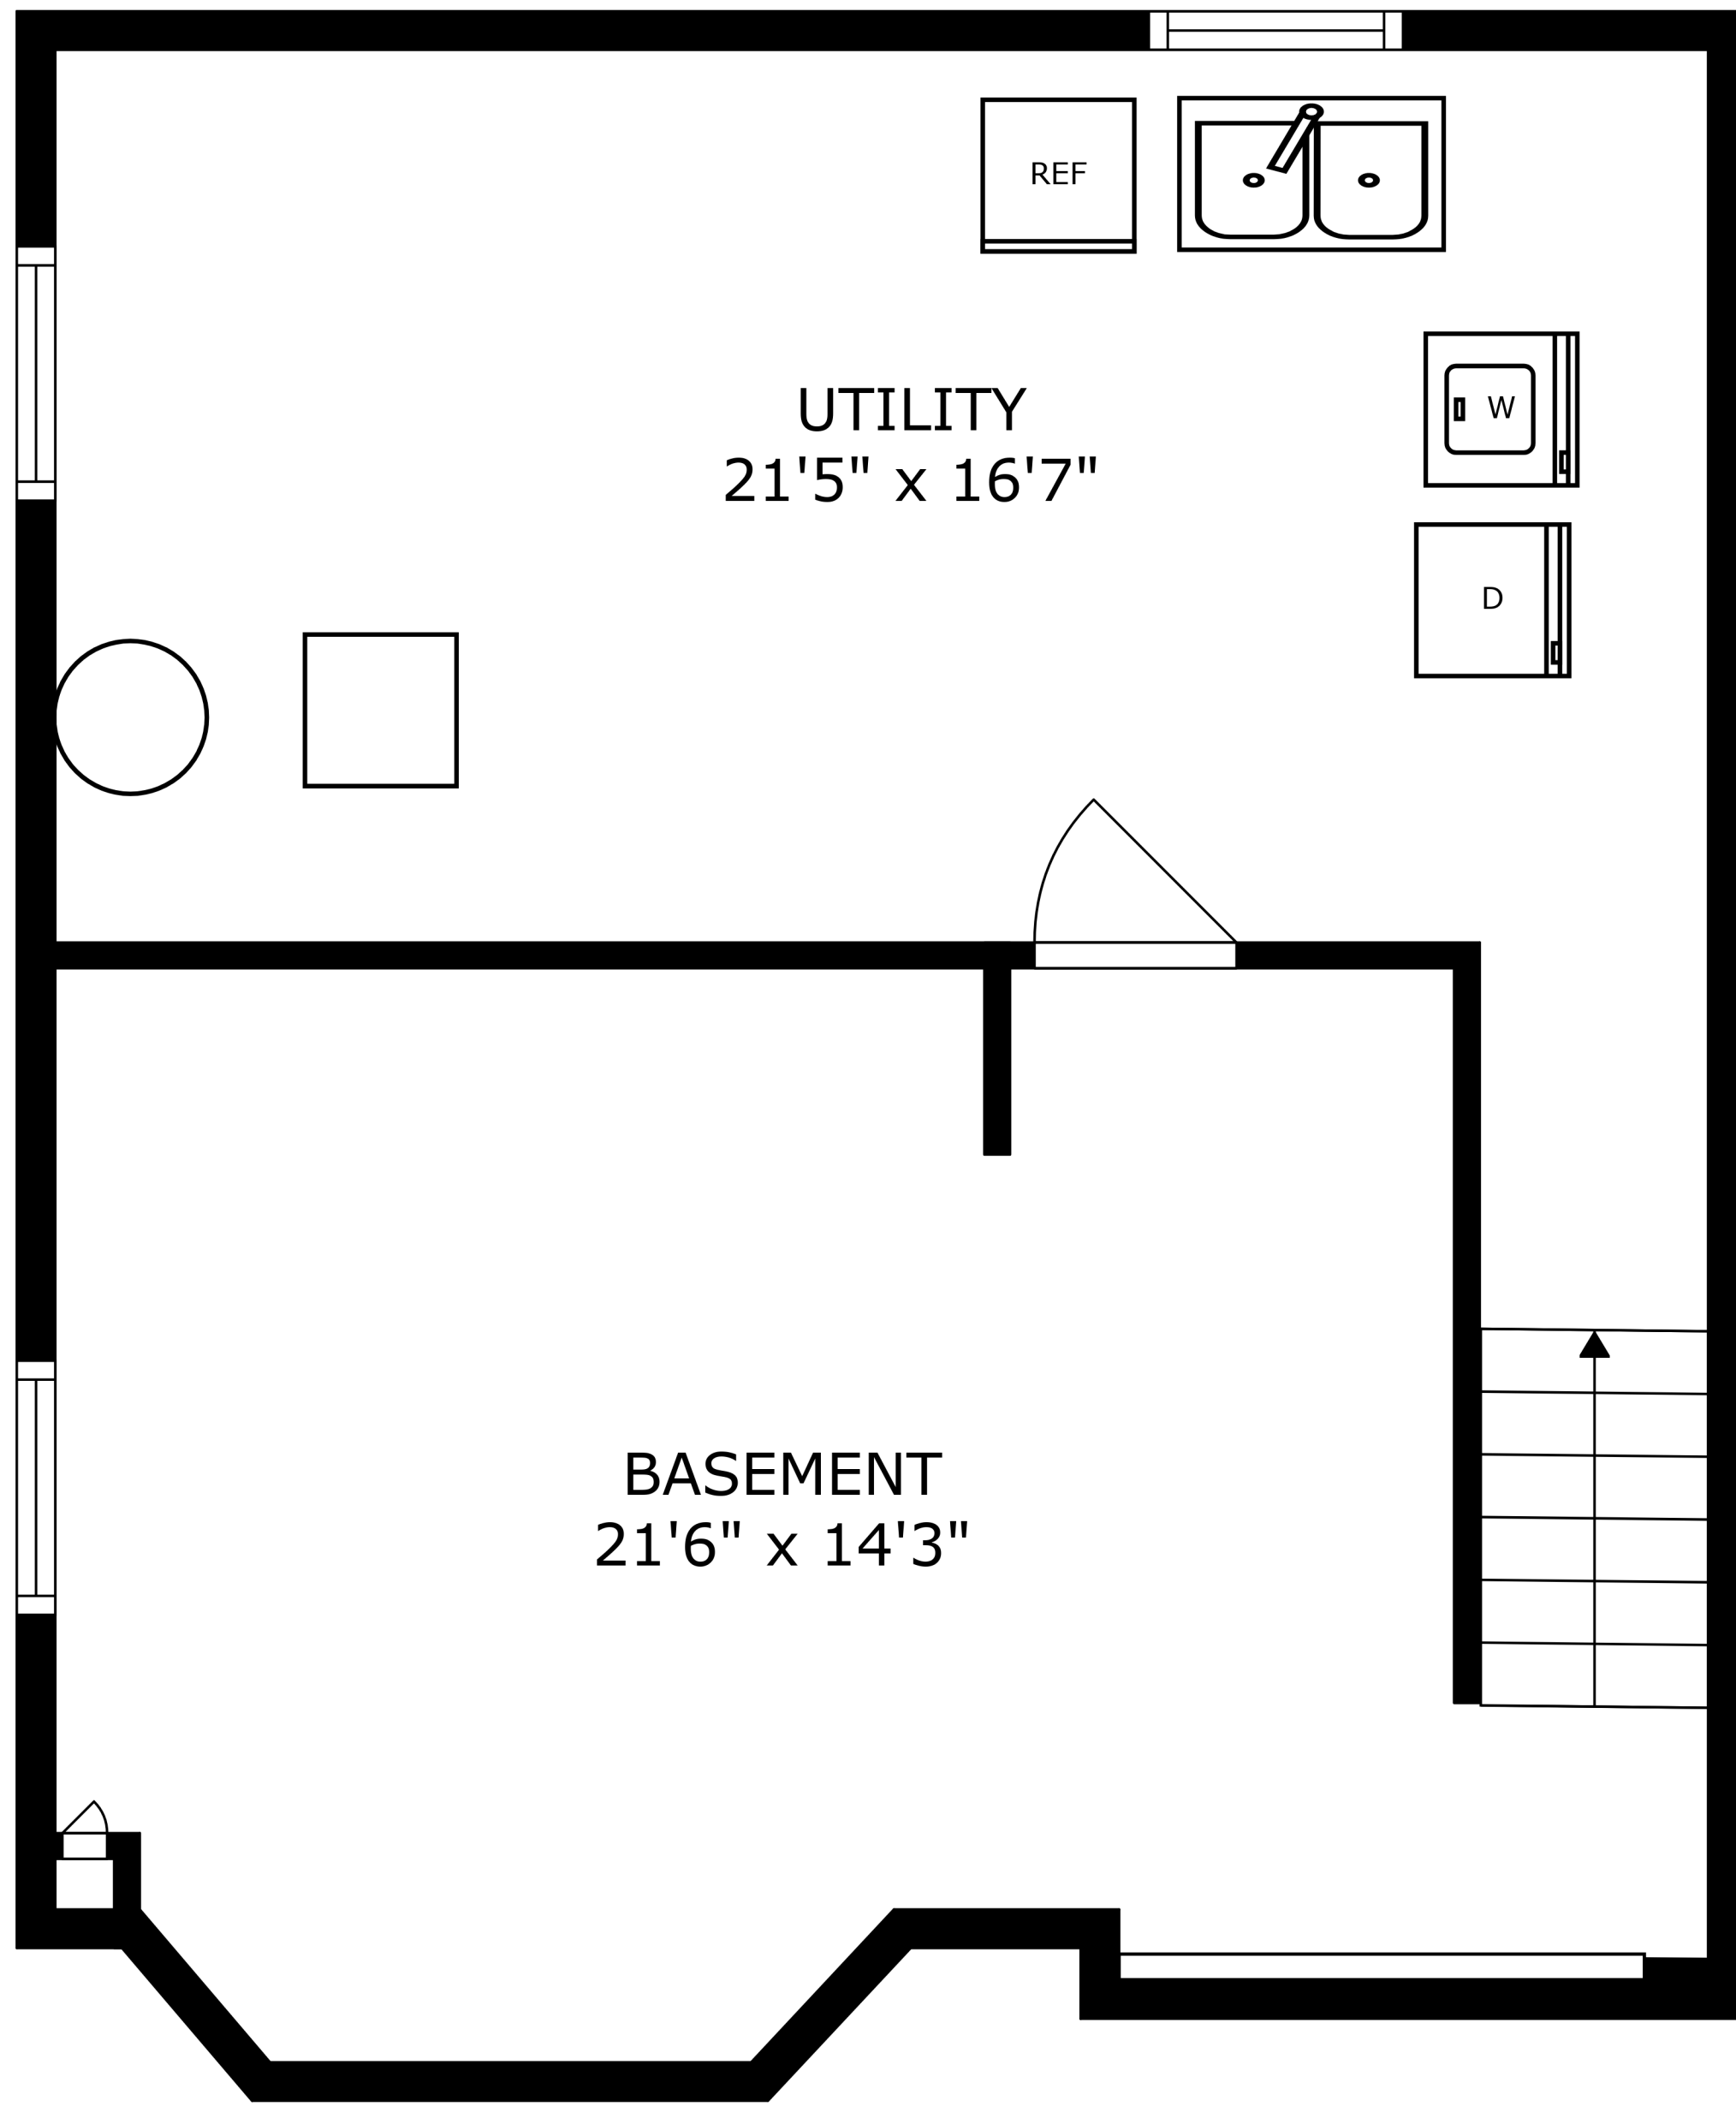 REF
W
UTILITY
21'5" x 16'7"
D
BASEMENT
21'6" x 14'3"